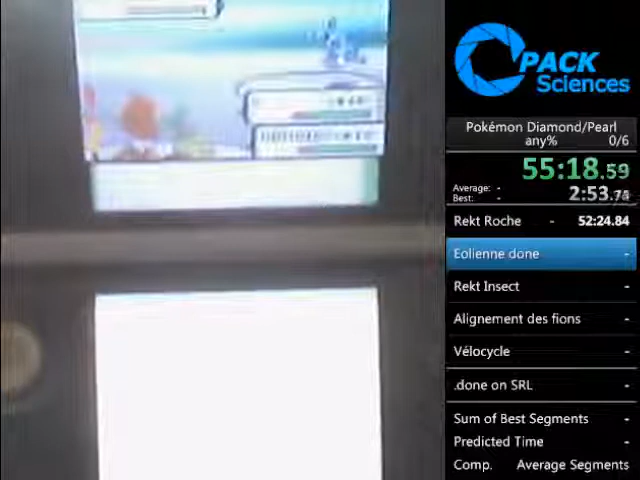 PACK
Sciences
Pokémon Diamond/Pearl
any% 0/6
55:18.59
Average: -
Best: - 2:53.78
Rekt Roche - 52:24.84
Eolienne done -
Rekt Insect -
Alignement des fions -
Vélocycle -
.done on SRL -
Sum of Best Segments -
Predicted Time -
Comp. Average Segments